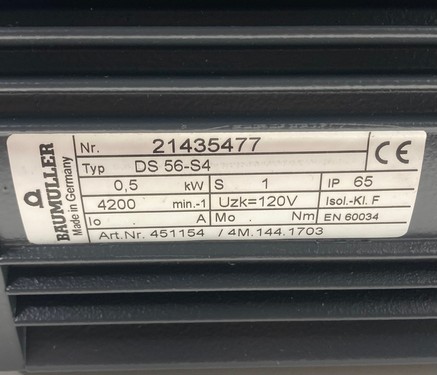 BAUMULLER
Made in Germany
Nr. 21435477
Typ DS 56-S4 CE
0,5 kW S 1 IP 65
4200 min.-1 Uzk=120V Isol.-Kl. F
Io A Mo Nm EN 60034
Art.Nr. 451154 / 4M.144.1703